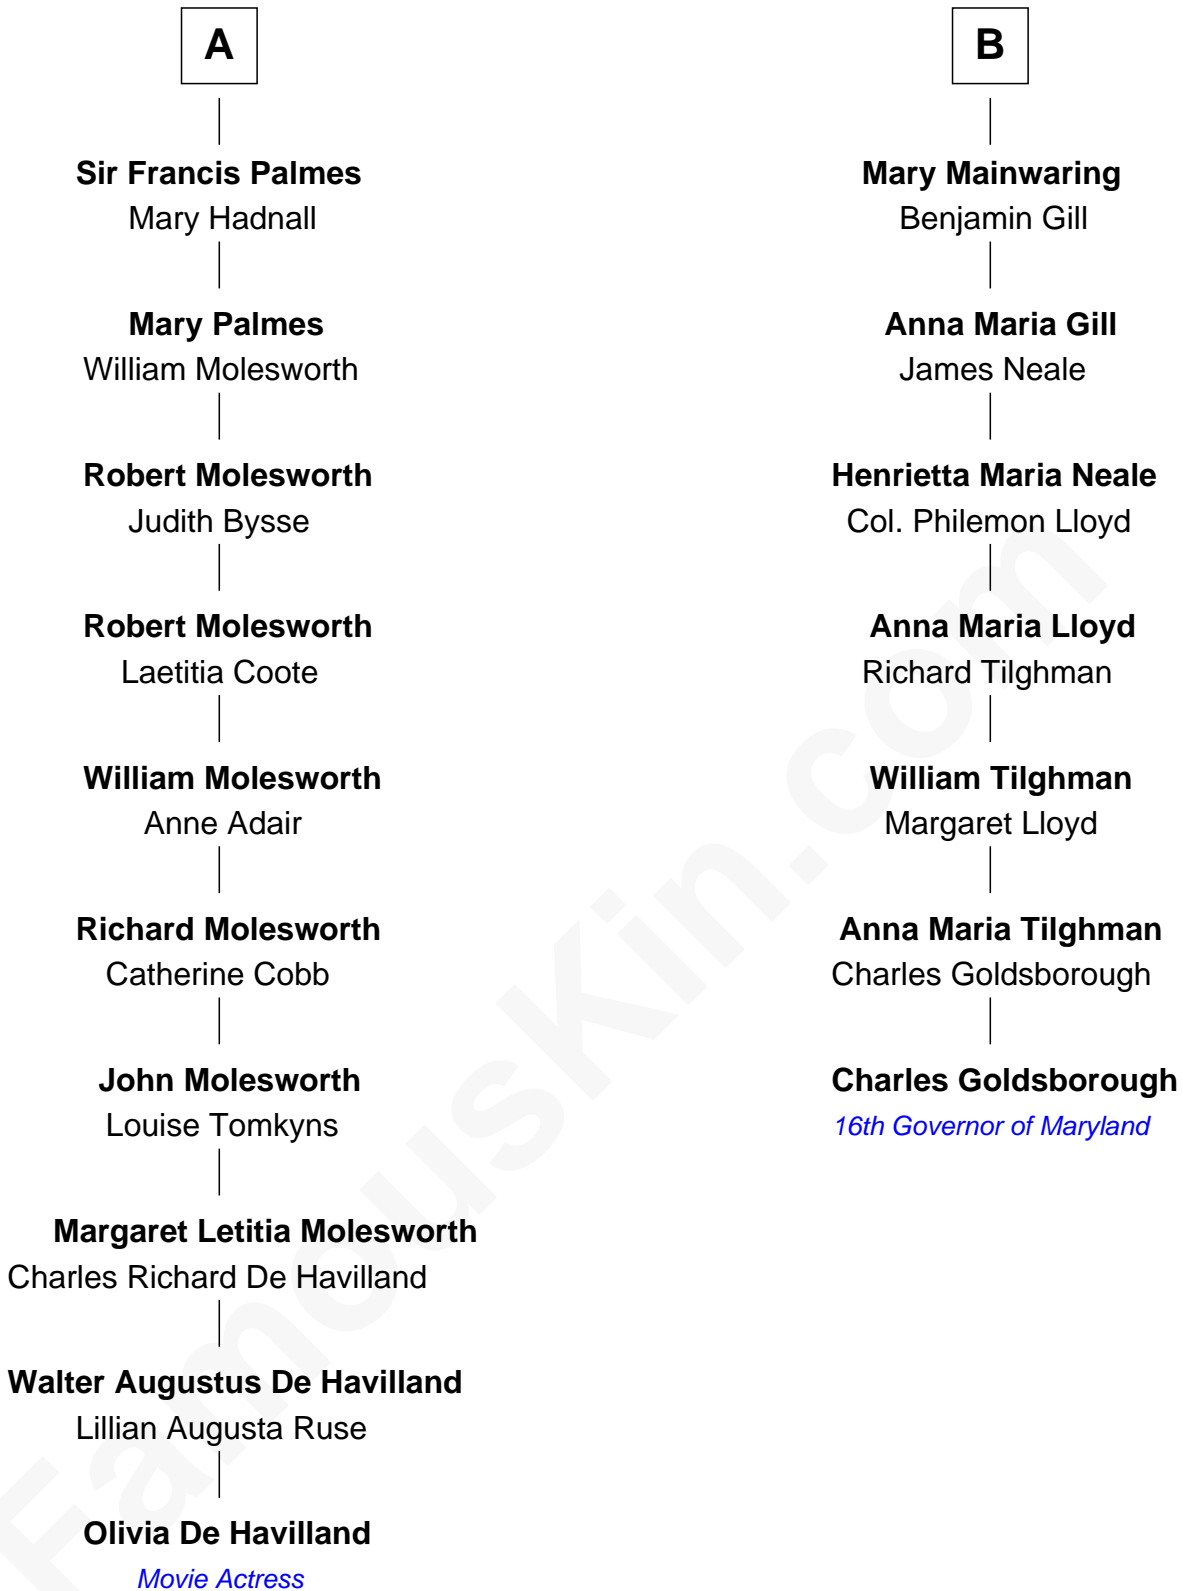 A
Sir Francis Palmes
Mary Hadnall
Mary Palmes
William Molesworth
Robert Molesworth
Judith Bysse
Robert Molesworth
Laetitia Coote
William Molesworth
Anne Adair
Richard Molesworth
Catherine Cobb
John Molesworth
Louise Tomkyns
Margaret Letitia Molesworth
Charles Richard De Havilland
Walter Augustus De Havilland
Lillian Augusta Ruse
Olivia De Havilland
Movie Actress
B
Mary Mainwaring
Benjamin Gill
Anna Maria Gill
James Neale
Henrietta Maria Neale
Col. Philemon Lloyd
Anna Maria Lloyd
Richard Tilghman
William Tilghman
Margaret Lloyd
Anna Maria Tilghman
Charles Goldsborough
Charles Goldsborough
16th Governor of Maryland
FamousKin.com